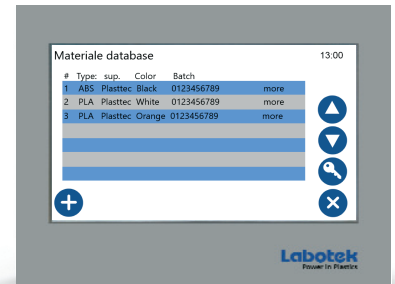 Materiale database 13:00
# Type: sup. Color Batch
1 ABS Plasttec Black 0123456789 more
2 PLA Plasttec White 0123456789 more
3 PLA Plasttec Orange 0123456789 more
Labotek
Power in Plastics